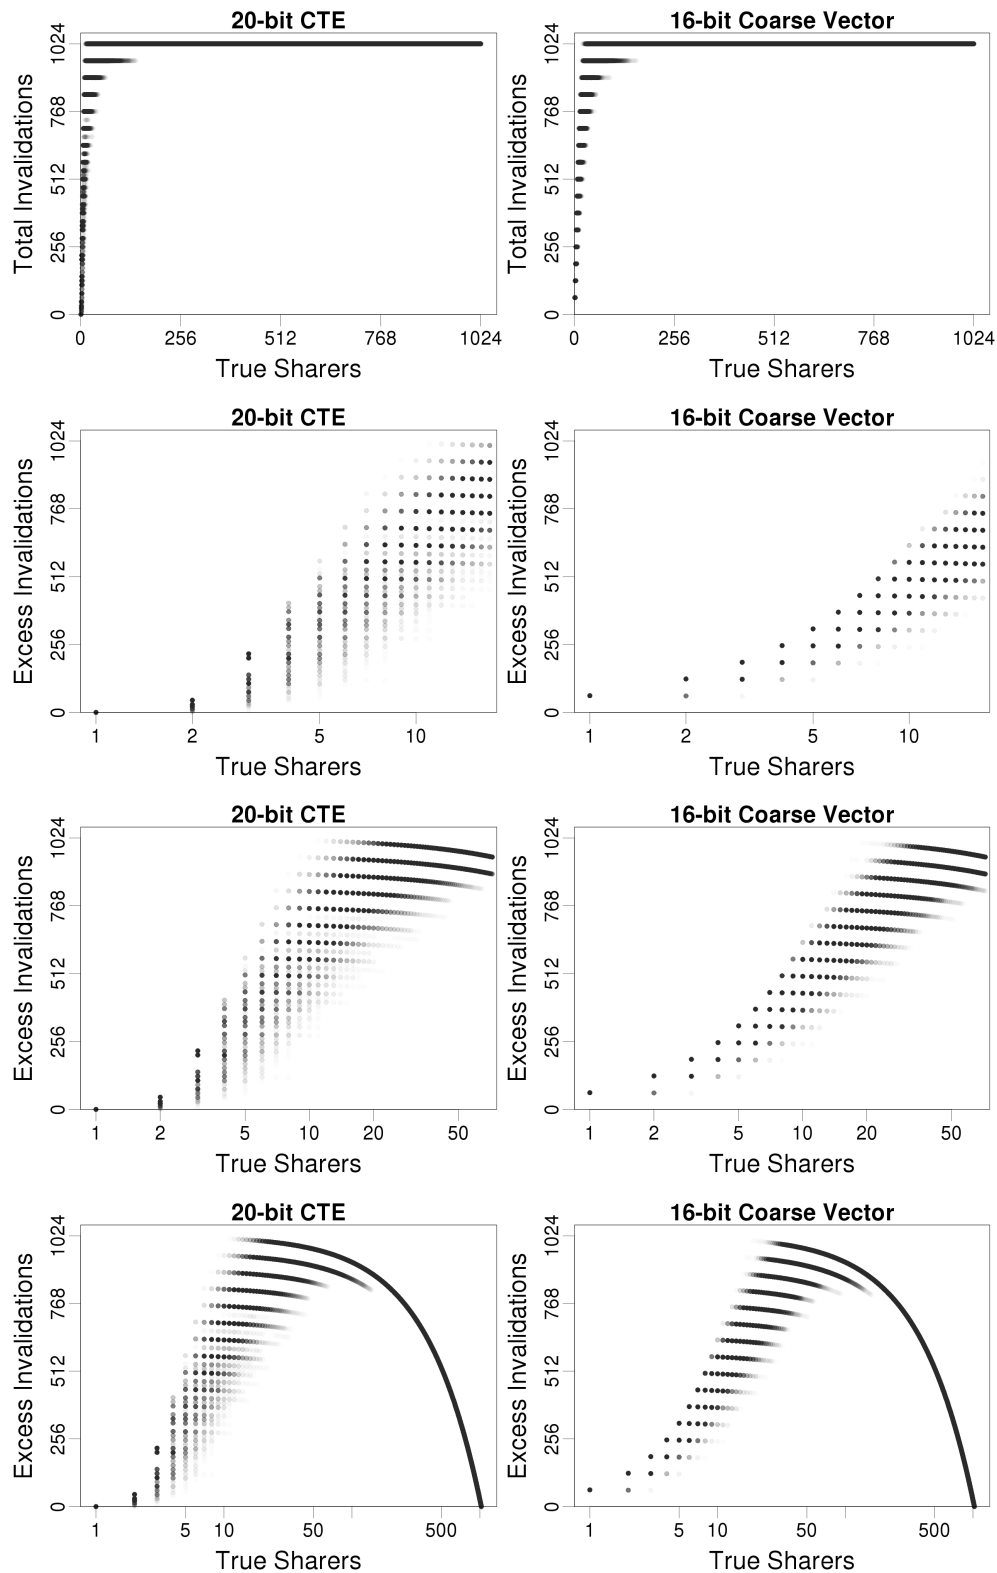 20-bit CTE
16-bit Coarse Vector
Total Invalidations
0 256 512 768 1024
0 256 512 768 1024
True Sharers
Total Invalidations
0 256 512 768 1024
0 256 512 768 1024
True Sharers
20-bit CTE
16-bit Coarse Vector
Excess Invalidations
0 256 512 768 1024
1 2 5 10
True Sharers
Excess Invalidations
0 256 512 768 1024
1 2 5 10
True Sharers
20-bit CTE
16-bit Coarse Vector
Excess Invalidations
0 256 512 768 1024
1 2 5 10 20 50
True Sharers
Excess Invalidations
0 256 512 768 1024
1 2 5 10 20 50
True Sharers
20-bit CTE
16-bit Coarse Vector
Excess Invalidations
0 256 512 768 1024
1 5 10 50 500
True Sharers
Excess Invalidations
0 256 512 768 1024
1 5 10 50 500
True Sharers